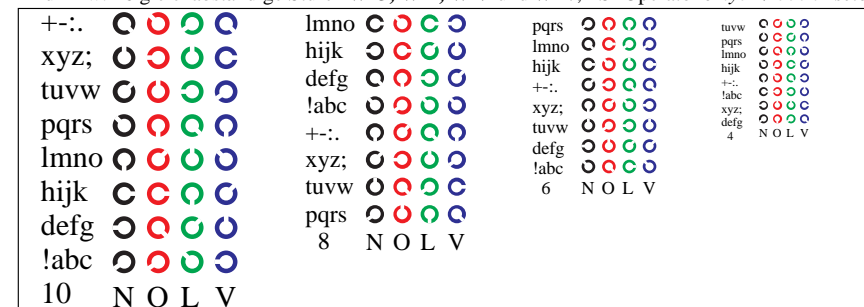 +-:.
xyz;
tuvw
pqrs
lmno
hijk
defg
!abc
10 N O L V
lmno
hijk
defg
!abc
+-:.
xyz;
tuvw
pqrs
8 N O L V
pqrs
lmno
hijk
+-:.
xyz;
tuvw
defg
!abc
6 N O L V
tuvw
pqrs
lmno
hijk
+-:.
!abc
xyz;
defg
4 N O L V